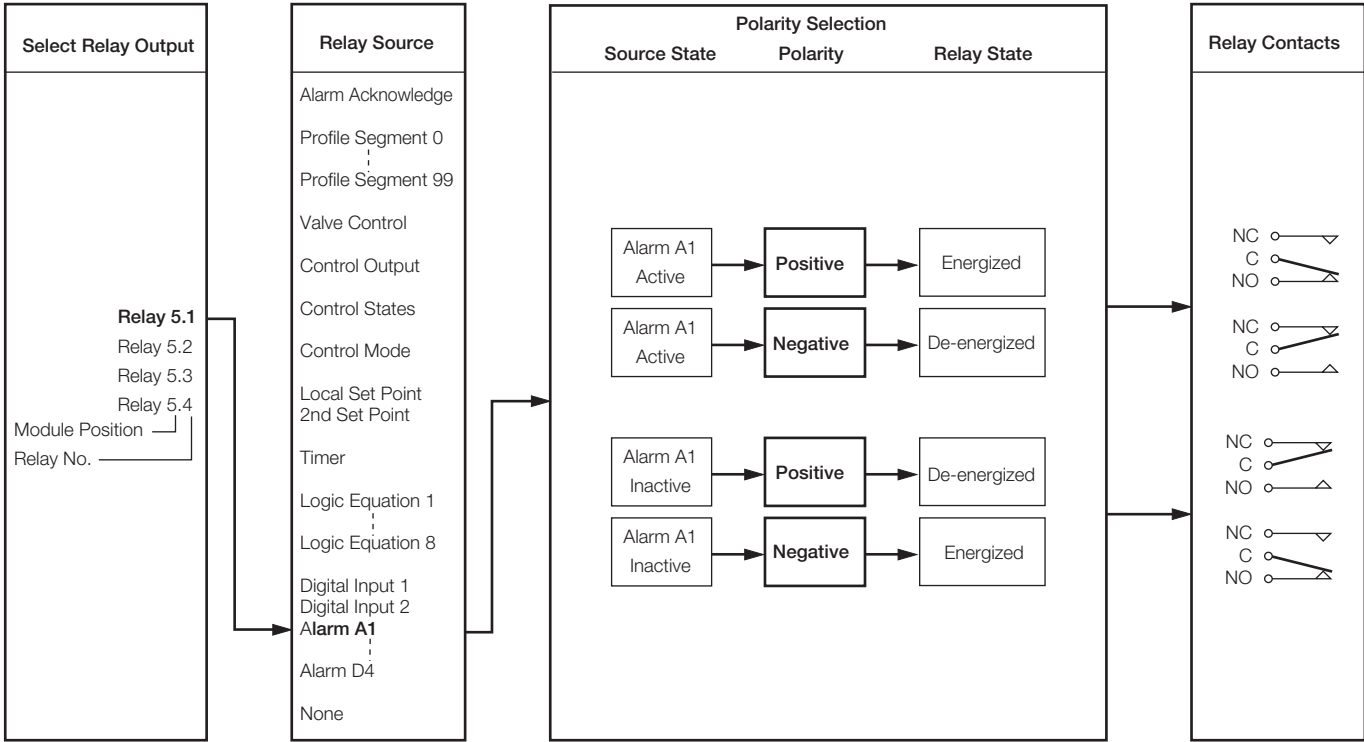 Select Relay Output
Relay 5.1
Relay 5.2
Relay 5.3
Relay 5.4
Module Position
Relay No.
Relay Source
Alarm Acknowledge
Profile Segment 0
Profile Segment 99
Valve Control
Control Output
Control States
Control Mode
Local Set Point
2nd Set Point
Timer
Logic Equation 1
Logic Equation 8
Digital Input 1
Digital Input 2
Alarm A1
Alarm D4
None
Polarity Selection
Source State Polarity Relay State
Alarm A1
Active
Positive
Energized
Alarm A1
Active
Negative
De-energized
Alarm A1
Inactive
Positive
De-energized
Alarm A1
Inactive
Negative
Energized
Relay Contacts
NC
C
NO
NC
C
NO
NC
C
NO
NC
C
NO